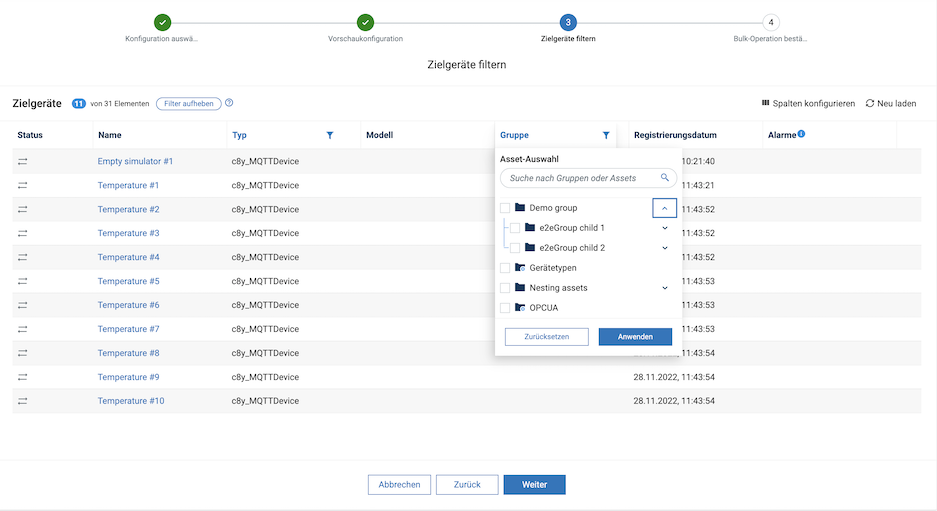 3
4
Konfiguration auswä...
Vorschaukonfiguration
Zielgeräte filtern
Bulk-Operation bestä...
Zielgeräte filtern
Zielgeräte 11 von 31 Elementen Filter aufheben ?
Spalten konfigurieren Neu laden
Status Name Typ Modell Gruppe Registrierungsdatum Alarme
Asset-Auswahl
Suche nach Gruppen oder Assets
Demo group
e2eGroup child 1
e2eGroup child 2
Gerätetypen
Nesting assets
OPCUA
Zurücksetzen Anwenden
Empty simulator #1 c8y_MQTTDevice 10:21:40
Temperature #1 c8y_MQTTDevice 11:43:21
Temperature #2 c8y_MQTTDevice 11:43:52
Temperature #3 c8y_MQTTDevice 11:43:52
Temperature #4 c8y_MQTTDevice 11:43:52
Temperature #5 c8y_MQTTDevice 11:43:53
Temperature #6 c8y_MQTTDevice 11:43:53
Temperature #7 c8y_MQTTDevice 11:43:53
Temperature #8 c8y_MQTTDevice 11:43:54
Temperature #9 c8y_MQTTDevice 28.11.2022, 11:43:54
Temperature #10 c8y_MQTTDevice 28.11.2022, 11:43:54
Abbrechen Zurück Weiter